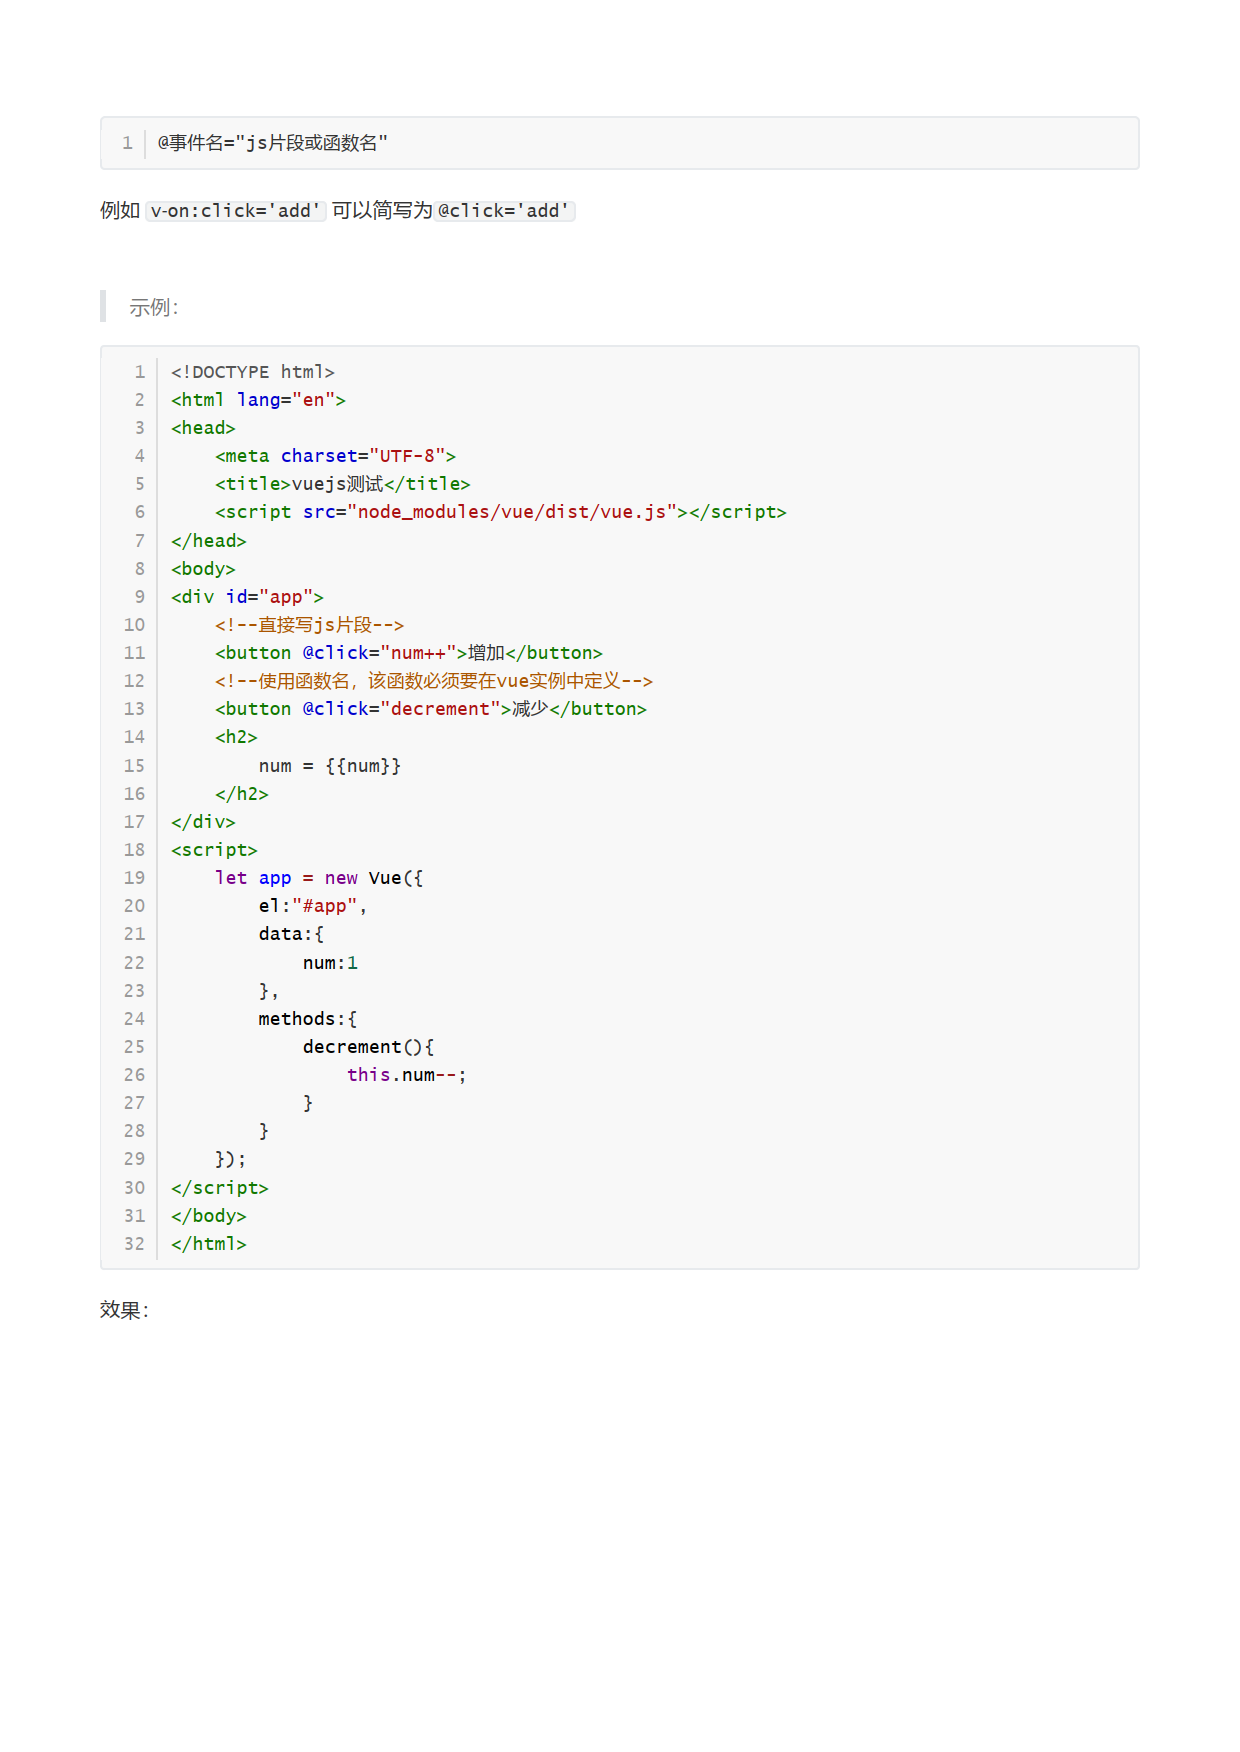 1 @事件名="js片段或函数名"
例如 v-on:click='add' 可以简写为@click='add'
示例：
1 <!DOCTYPE html>
2 <html lang="en">
3 <head>
4     <meta charset="UTF-8">
5     <title>vuejs测试</title>
6     <script src="node_modules/vue/dist/vue.js"></script>
7 </head>
8 <body>
9 <div id="app">
10     <!--直接写js片段-->
11     <button @click="num++">增加</button>
12     <!--使用函数名，该函数必须要在vue实例中定义-->
13     <button @click="decrement">减少</button>
14     <h2>
15         num = {{num}}
16     </h2>
17 </div>
18 <script>
19     let app = new Vue({
20         el:"#app",
21         data:{
22             num:1
23         },
24         methods:{
25             decrement(){
26                 this.num--;
27             }
28         }
29     });
30 </script>
31 </body>
32 </html>
效果：